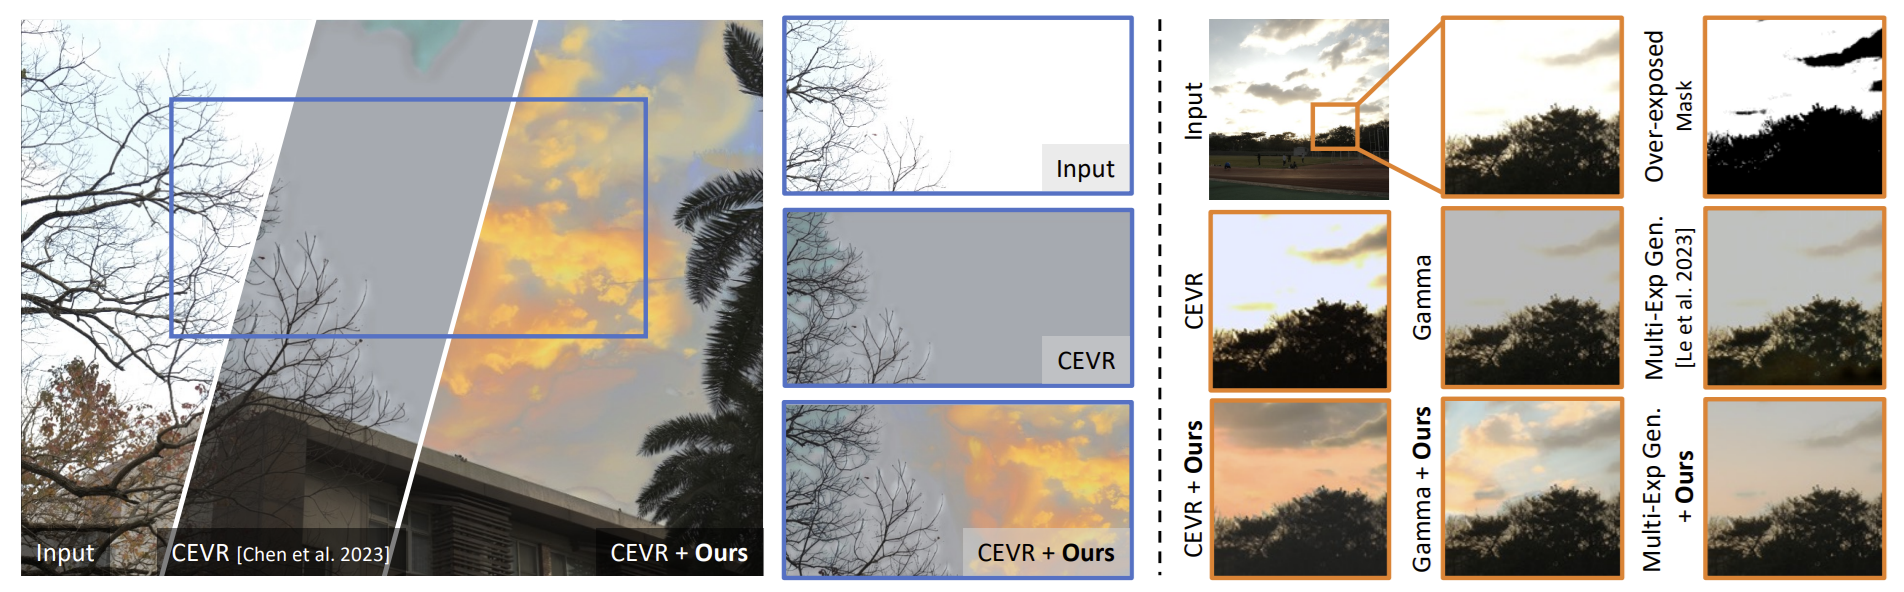 Input
CEVR [Chen et al. 2023]
CEVR + Ours
Input
CEVR
CEVR + Ours
Input
Over-exposed
Mask
CEVR
Gamma
Multi-Exp Gen.
[Le et al. 2023]
CEVR + Ours
Gamma + Ours
Multi-Exp Gen.
+ Ours